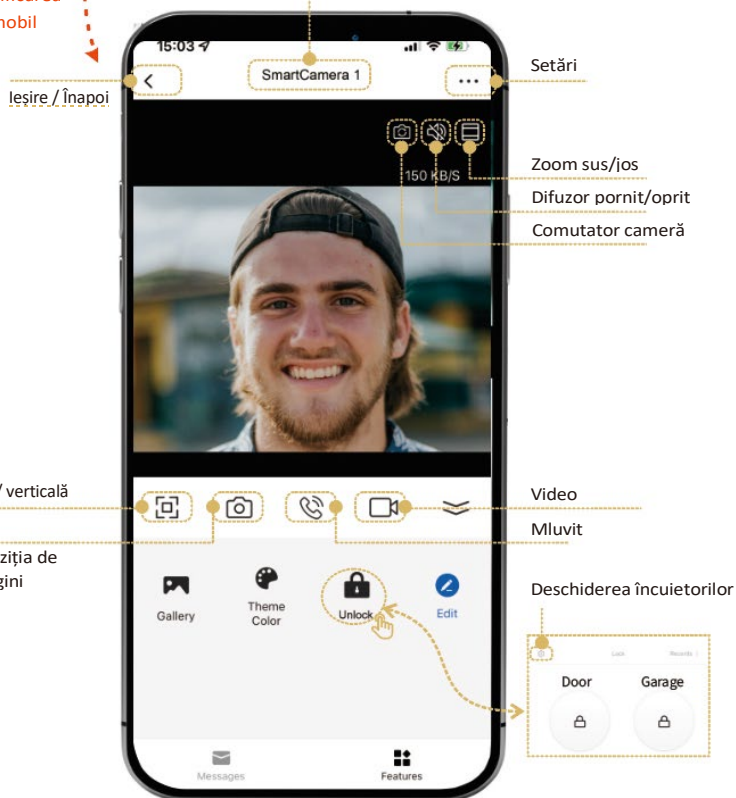 mobil
15:03
SmartCamera 1
Setări
Ieșire / Înapoi
Zoom sus/jos
150 KB/S
Difuzor pornit/oprit
Comutator cameră
/ verticală
Video
Mluvit
ziția de
gini
Deschiderea încuietorilor
Gallery
Theme
Color
Unlock
Edit
Lock
Records
Door
Garage
Messages
Features